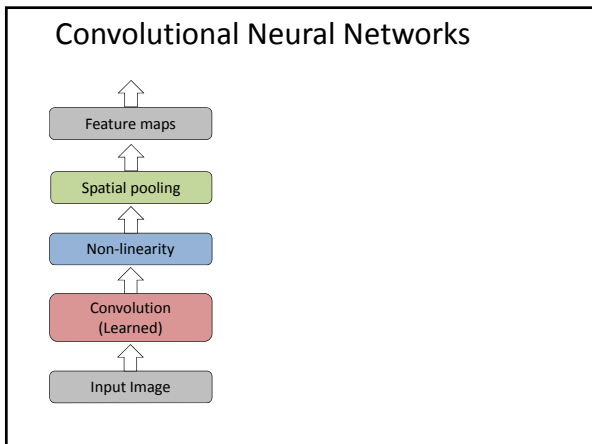 Convolutional Neural Networks
Feature maps
Spatial pooling
Non-linearity
Convolution
(Learned)
Input Image